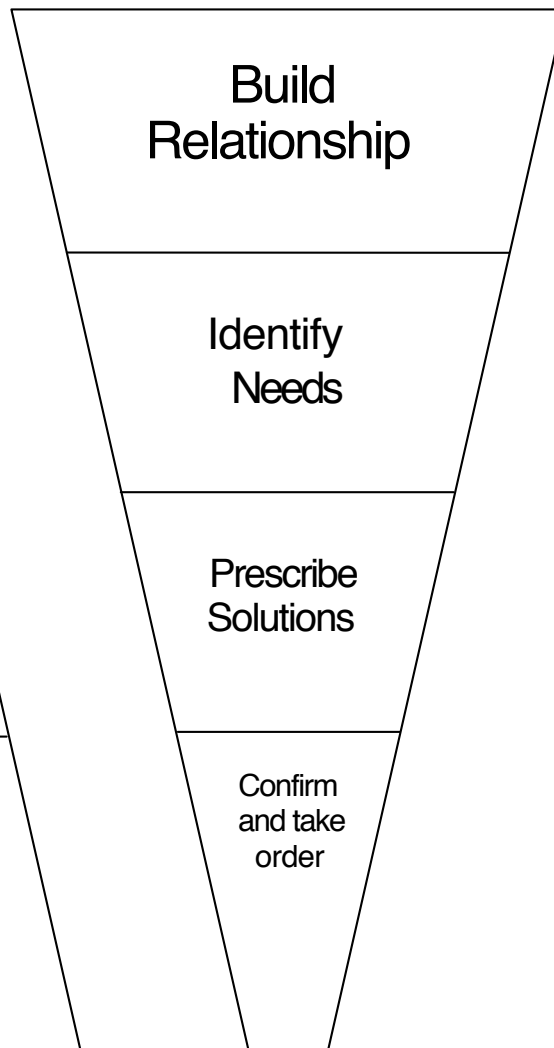 Build
Relationship
Identify
Needs
Prescribe
Solutions
Confirm
and take
order